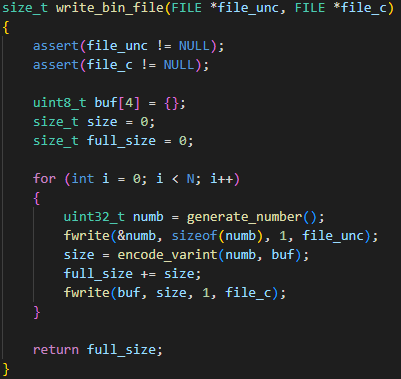 size_t write_bin_file(FILE *file_unc, FILE *file_c)
{
    assert(file_unc != NULL);
    assert(file_c != NULL);

    uint8_t buf[4] = {};
    size_t size = 0;
    size_t full_size = 0;

    for (int i = 0; i < N; i++)
    {
        uint32_t numb = generate_number();
        fwrite(&numb, sizeof(numb), 1, file_unc);
        size = encode_varint(numb, buf);
        full_size += size;
        fwrite(buf, size, 1, file_c);
    }

    return full_size;
}